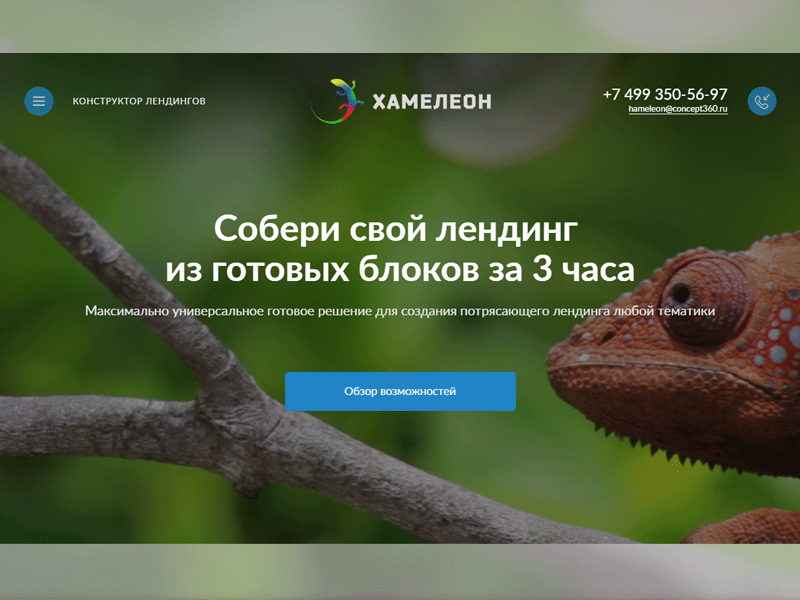 КОНСТРУКТОР ЛЕНДИНГОВ
ХАМЕЛЕОН
+7 499 350-56-97
hameleon@concept360.ru
Собери свой лендинг
из готовых блоков за 3 часа
Максимально универсальное готовое решение для создания потрясающего лендинга любой тематики
Обзор возможностей